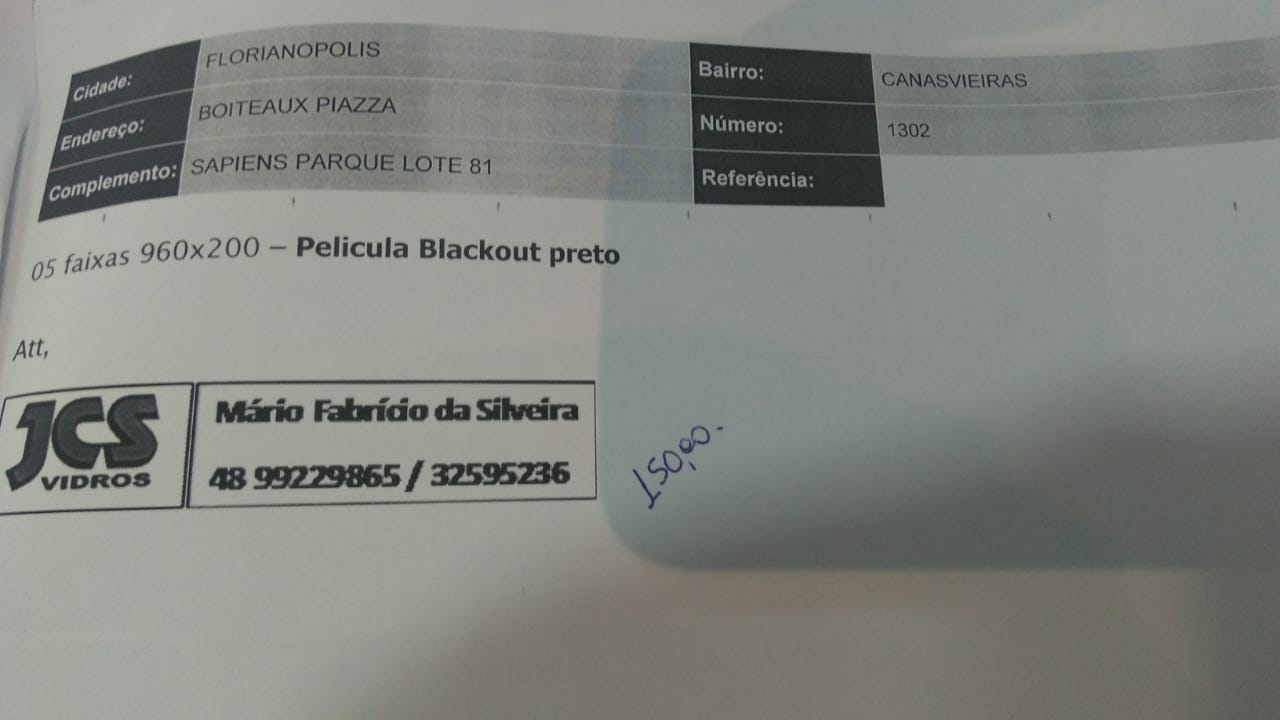 Cidade: FLORIANOPOLIS Bairro: CANASVIEIRAS
Endereço: BOITEAUX PIAZZA Número: 1302
Complemento: SAPIENS PARQUE LOTE 81 Referência:
05 faixas 960x200 – Pelicula Blackout preto
Att,
JCS
VIDROS
Mário Fabrício da Silveira
48 99229865 / 32595236
150,00.